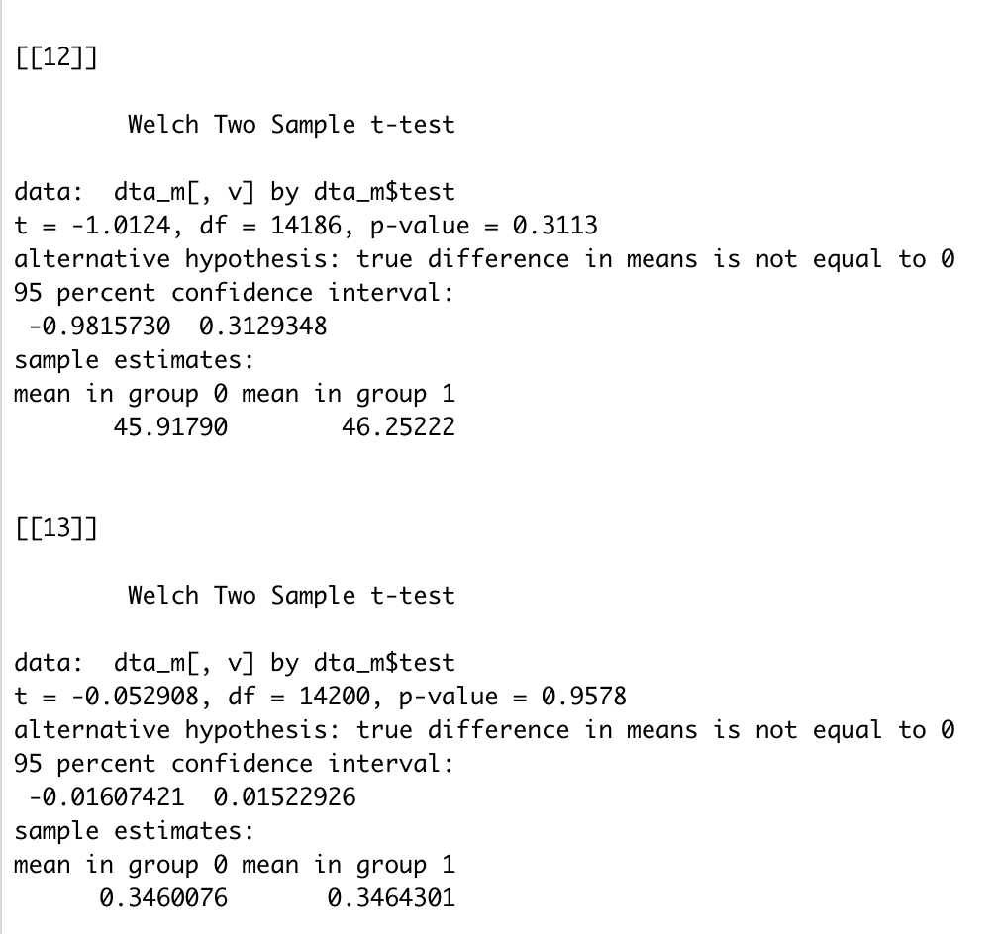 [[12]]
Welch Two Sample t-test
data:  dta_m[, v] by dta_m$test
t = -1.0124, df = 14186, p-value = 0.3113
alternative hypothesis: true difference in means is not equal to 0
95 percent confidence interval:
 -0.9815730  0.3129348
sample estimates:
mean in group 0 mean in group 1
       45.91790        46.25222
[[13]]
Welch Two Sample t-test
data:  dta_m[, v] by dta_m$test
t = -0.052908, df = 14200, p-value = 0.9578
alternative hypothesis: true difference in means is not equal to 0
95 percent confidence interval:
 -0.01607421  0.01522926
sample estimates:
mean in group 0 mean in group 1
      0.3460076       0.3464301